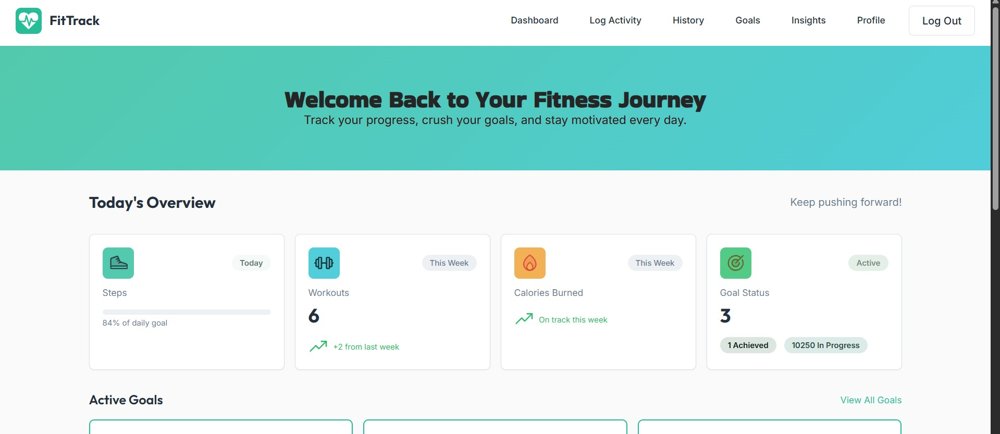 FitTrack
Dashboard
Log Activity
History
Goals
Insights
Profile
Log Out
Welcome Back to Your Fitness Journey
Track your progress, crush your goals, and stay motivated every day.
Today's Overview
Keep pushing forward!
Today
Steps
84% of daily goal
This Week
Workouts
6
+2 from last week
This Week
Calories Burned
On track this week
Active
Goal Status
3
1 Achieved
10250 In Progress
Active Goals
View All Goals